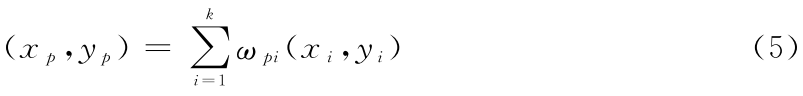 $(x_p, y_p) = \sum_{i=1}^{k} \omega_{pi}(x_i, y_i)$ (5)